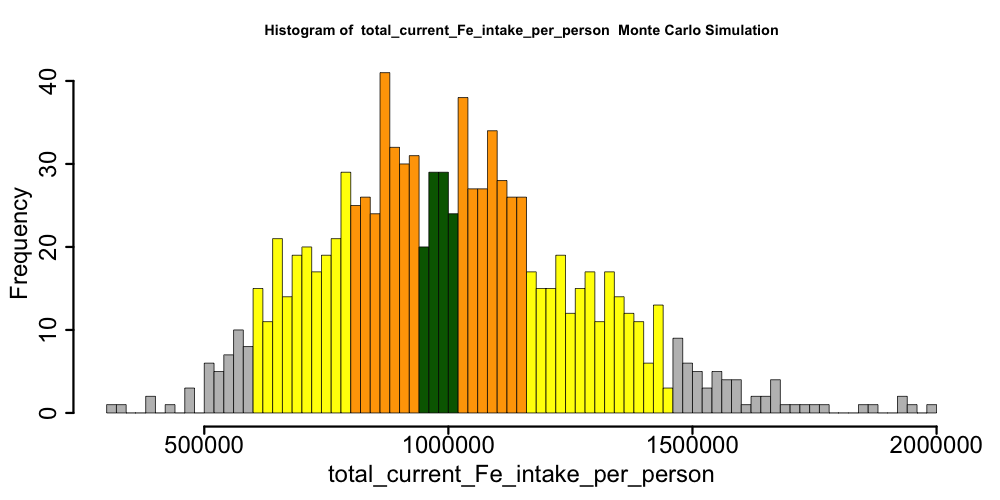 Histogram of total_current_Fe_intake_per_person Monte Carlo Simulation
Frequency
40
30
20
10
0
500000 1000000 1500000 2000000
total_current_Fe_intake_per_person